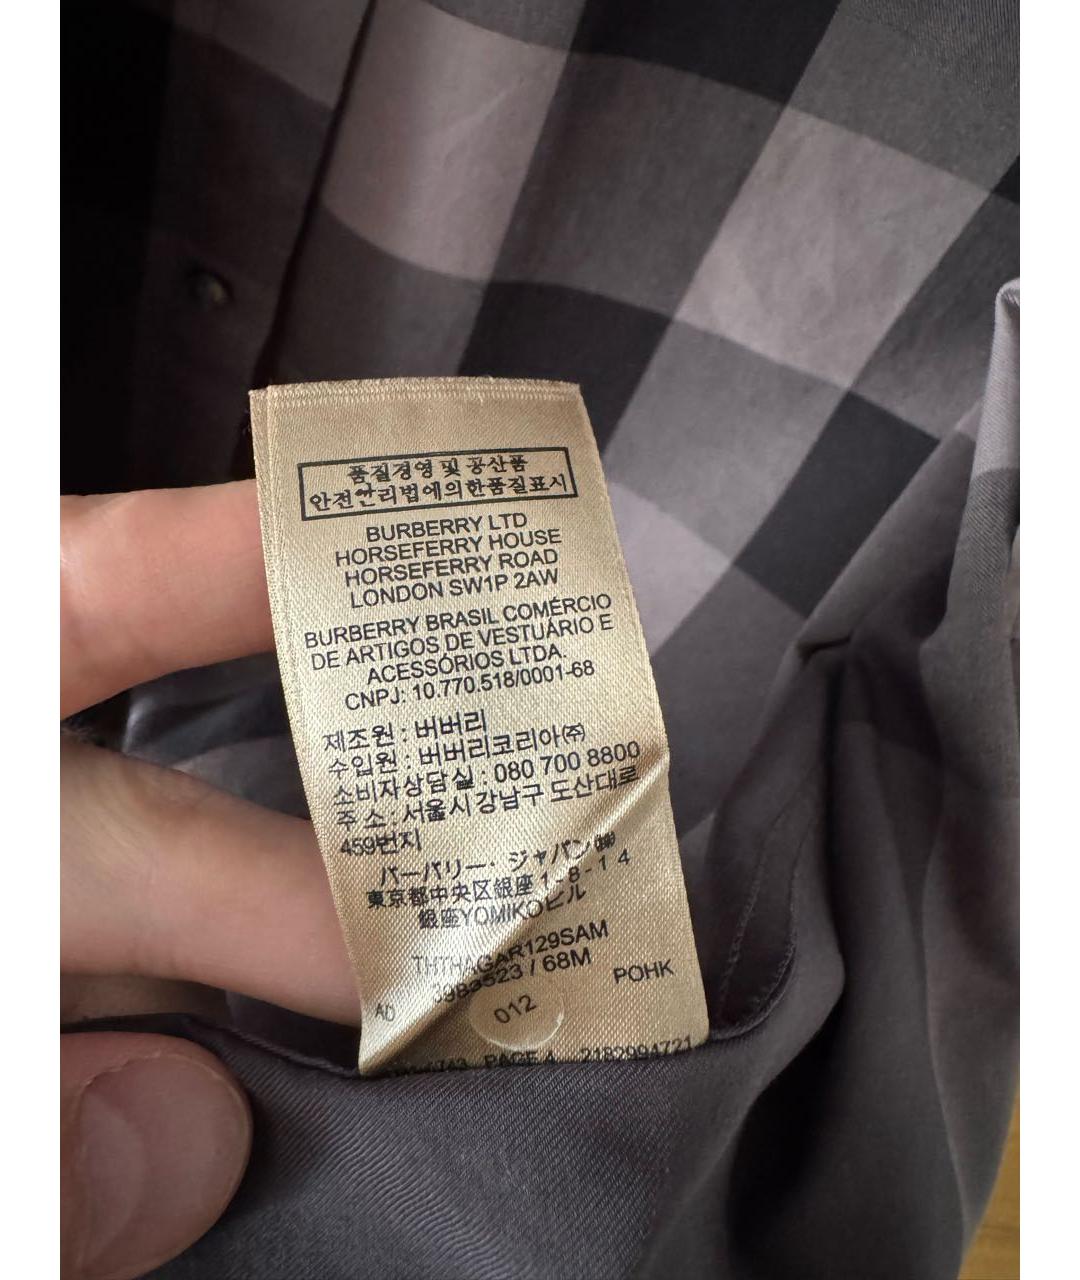 품질경영 및 공산품
안전관리법에의한품질표시
BURBERRY LTD
HORSEFERRY HOUSE
HORSEFERRY ROAD
LONDON SW1P 2AW
BURBERRY BRASIL COMÉRCIO
DE ARTIGOS DE VESTUÁRIO E
ACESSÓRIOS LTDA.
CNPJ: 10.770.518/0001-68
제조원 : 버버리
수입원 : 버버리코리아㈜
소비자상담실 : 080 700 8800
주 소 : 서울시 강남구 도산대로
459번지
バーバリー・ジャパン㈱
東京都中央区銀座 1-8-14
銀座YOMIKOビル
THTHAGAR129SAM
3983523 / 68M
AD 012 POHK
PAGE 4 2182994721